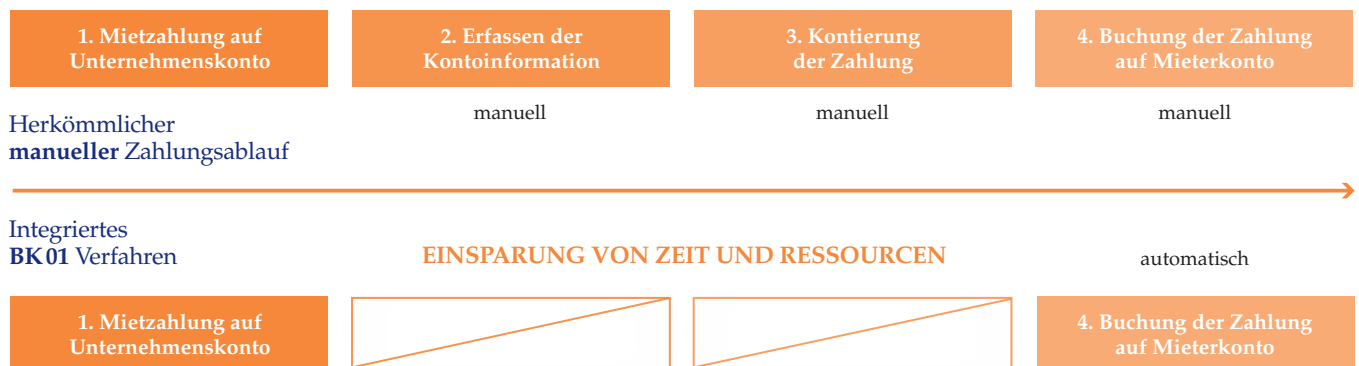 1. Mietzahlung auf
Unternehmenskonto
2. Erfassen der
Kontoinformation
3. Kontierung
der Zahlung
4. Buchung der Zahlung
auf Mieterkonto
Herkömmlicher
manueller Zahlungsablauf
manuell
manuell
manuell
Integriertes
BK01 Verfahren
EINSPARUNG VON ZEIT UND RESSOURCEN
automatisch
1. Mietzahlung auf
Unternehmenskonto
4. Buchung der Zahlung
auf Mieterkonto